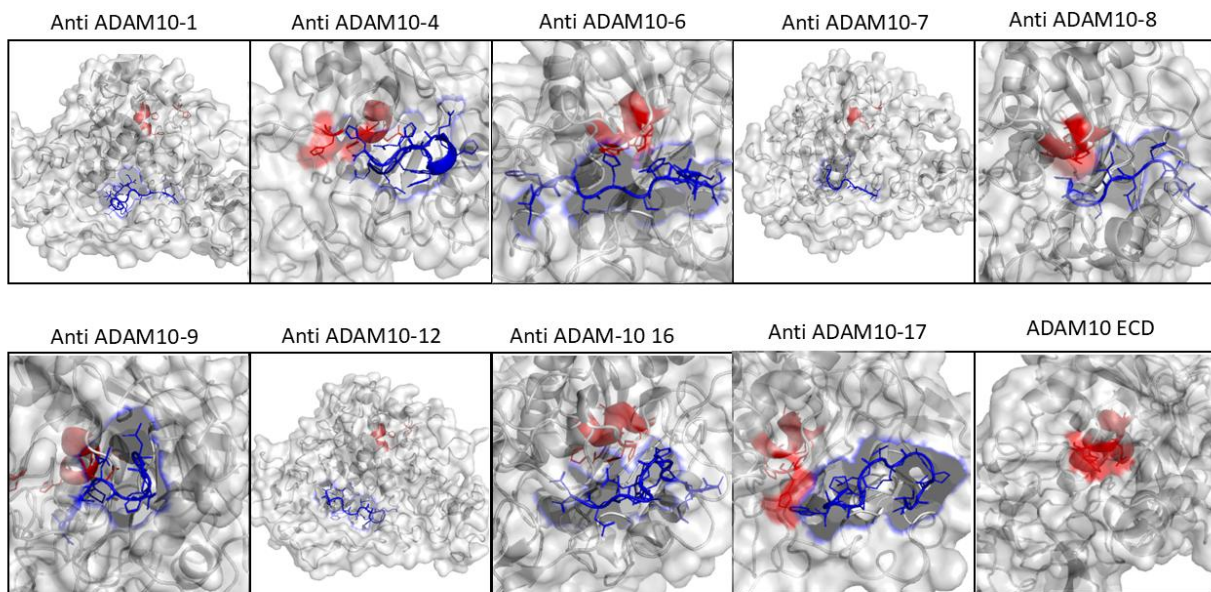 Anti ADAM10-1
Anti ADAM10-4
Anti ADAM10-6
Anti ADAM10-7
Anti ADAM10-8
Anti ADAM10-9
Anti ADAM10-12
Anti ADAM-10 16
Anti ADAM10-17
ADAM10 ECD